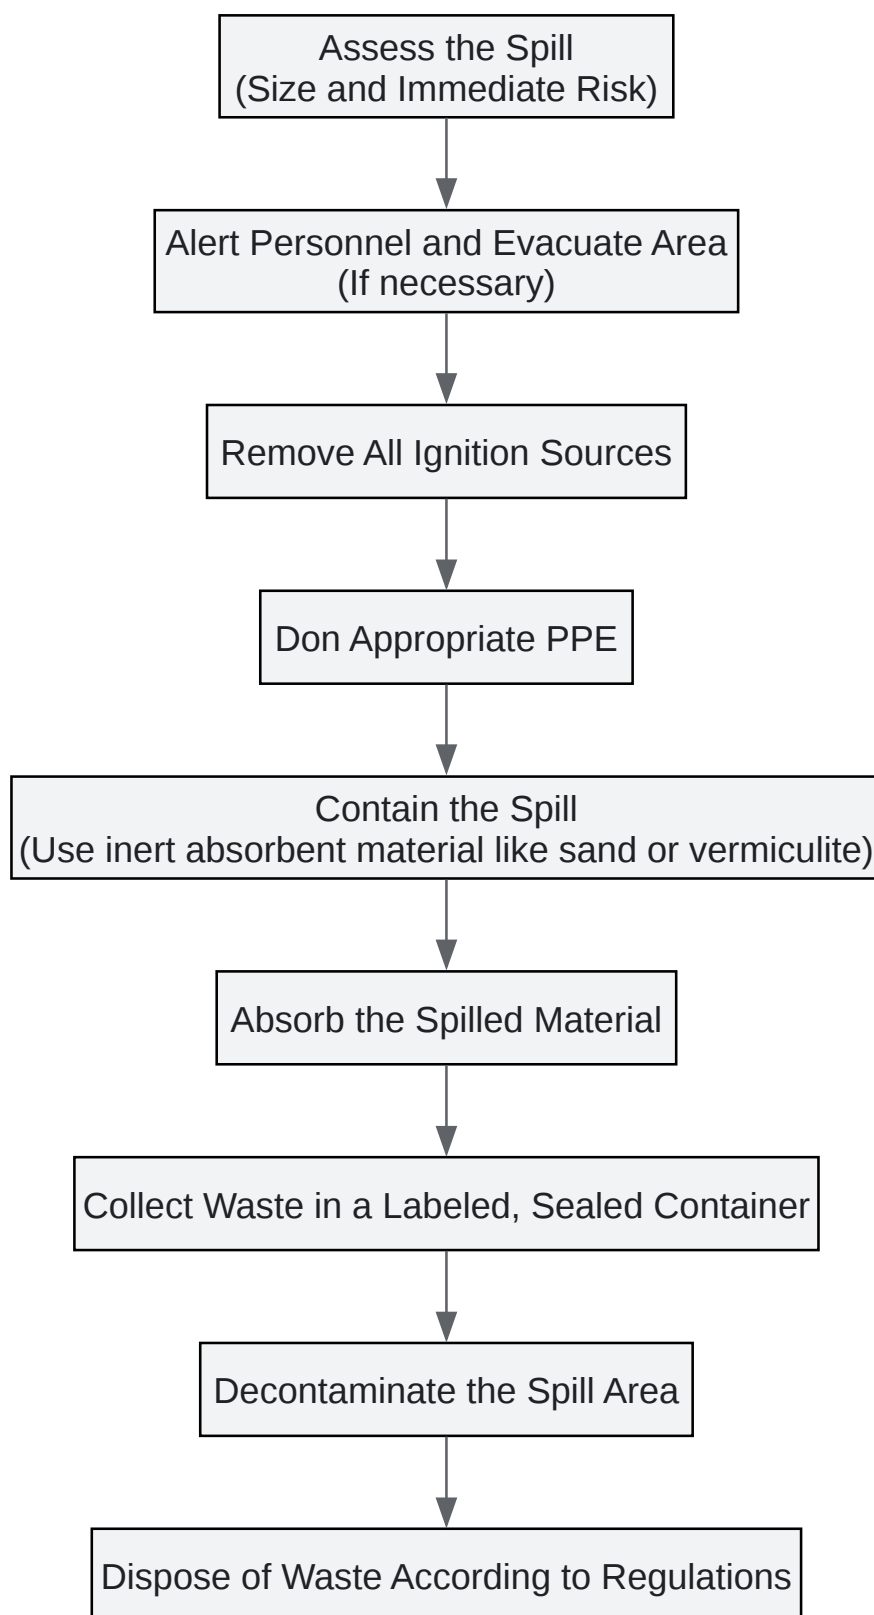 Assess the Spill
(Size and Immediate Risk)
Alert Personnel and Evacuate Area
(If necessary)
Remove All Ignition Sources
Don Appropriate PPE
Contain the Spill
(Use inert absorbent material like sand or vermiculite)
Absorb the Spilled Material
Collect Waste in a Labeled, Sealed Container
Decontaminate the Spill Area
Dispose of Waste According to Regulations